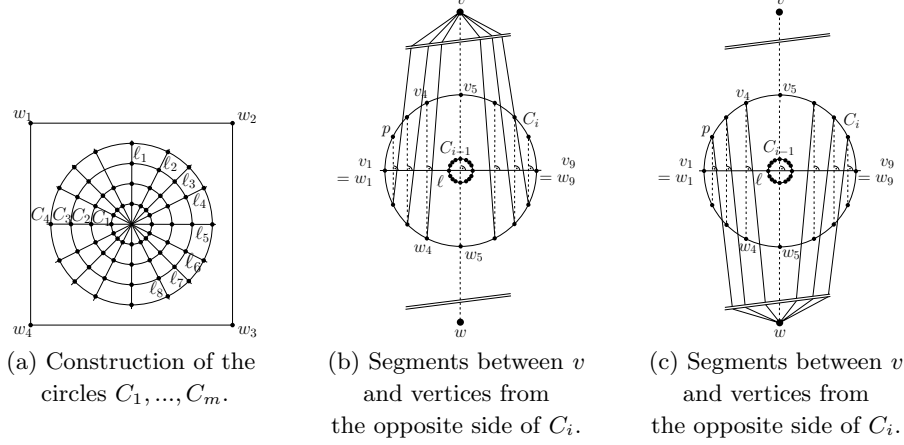 w₁
w₂
ℓ₁
ℓ₂
ℓ₃
ℓ₄
C₄ C₃ C₂ C₁
ℓ₅
ℓ₆
ℓ₇
ℓ₈
w₄
w₃
(a) Construction of the
circles C₁, ..., Cₘ.
v
v₄
v₅
p
Cᵢ
Cᵢ₋₁
v₁
= w₁
ℓ
v₉
= w₉
w₄
w₅
w
(b) Segments between v
and vertices from
the opposite side of Cᵢ.
v
v₄
v₅
p
Cᵢ
Cᵢ₋₁
v₁
= w₁
ℓ
v₉
= w₉
w₄
w₅
w
(c) Segments between v
and vertices from
the opposite side of Cᵢ.